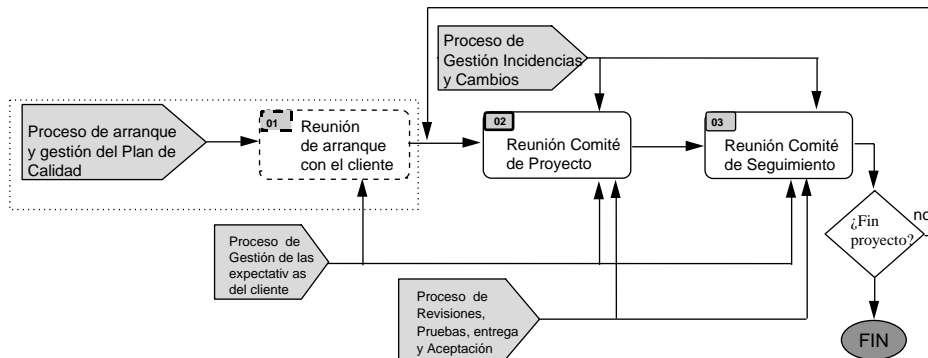 Proceso de
Gestión Incidencias
y Cambios
Proceso de arranque
y gestión del Plan de
Calidad
01
Reunión
de arranque
con el cliente
02
Reunión Comité
de Proyecto
03
Reunión Comité
de Seguimiento
¿Fin
proyecto?
no
Proceso de
Gestión de las
expectativ as
del cliente
Proceso de
Revisiones,
Pruebas, entrega
y Aceptación
FIN